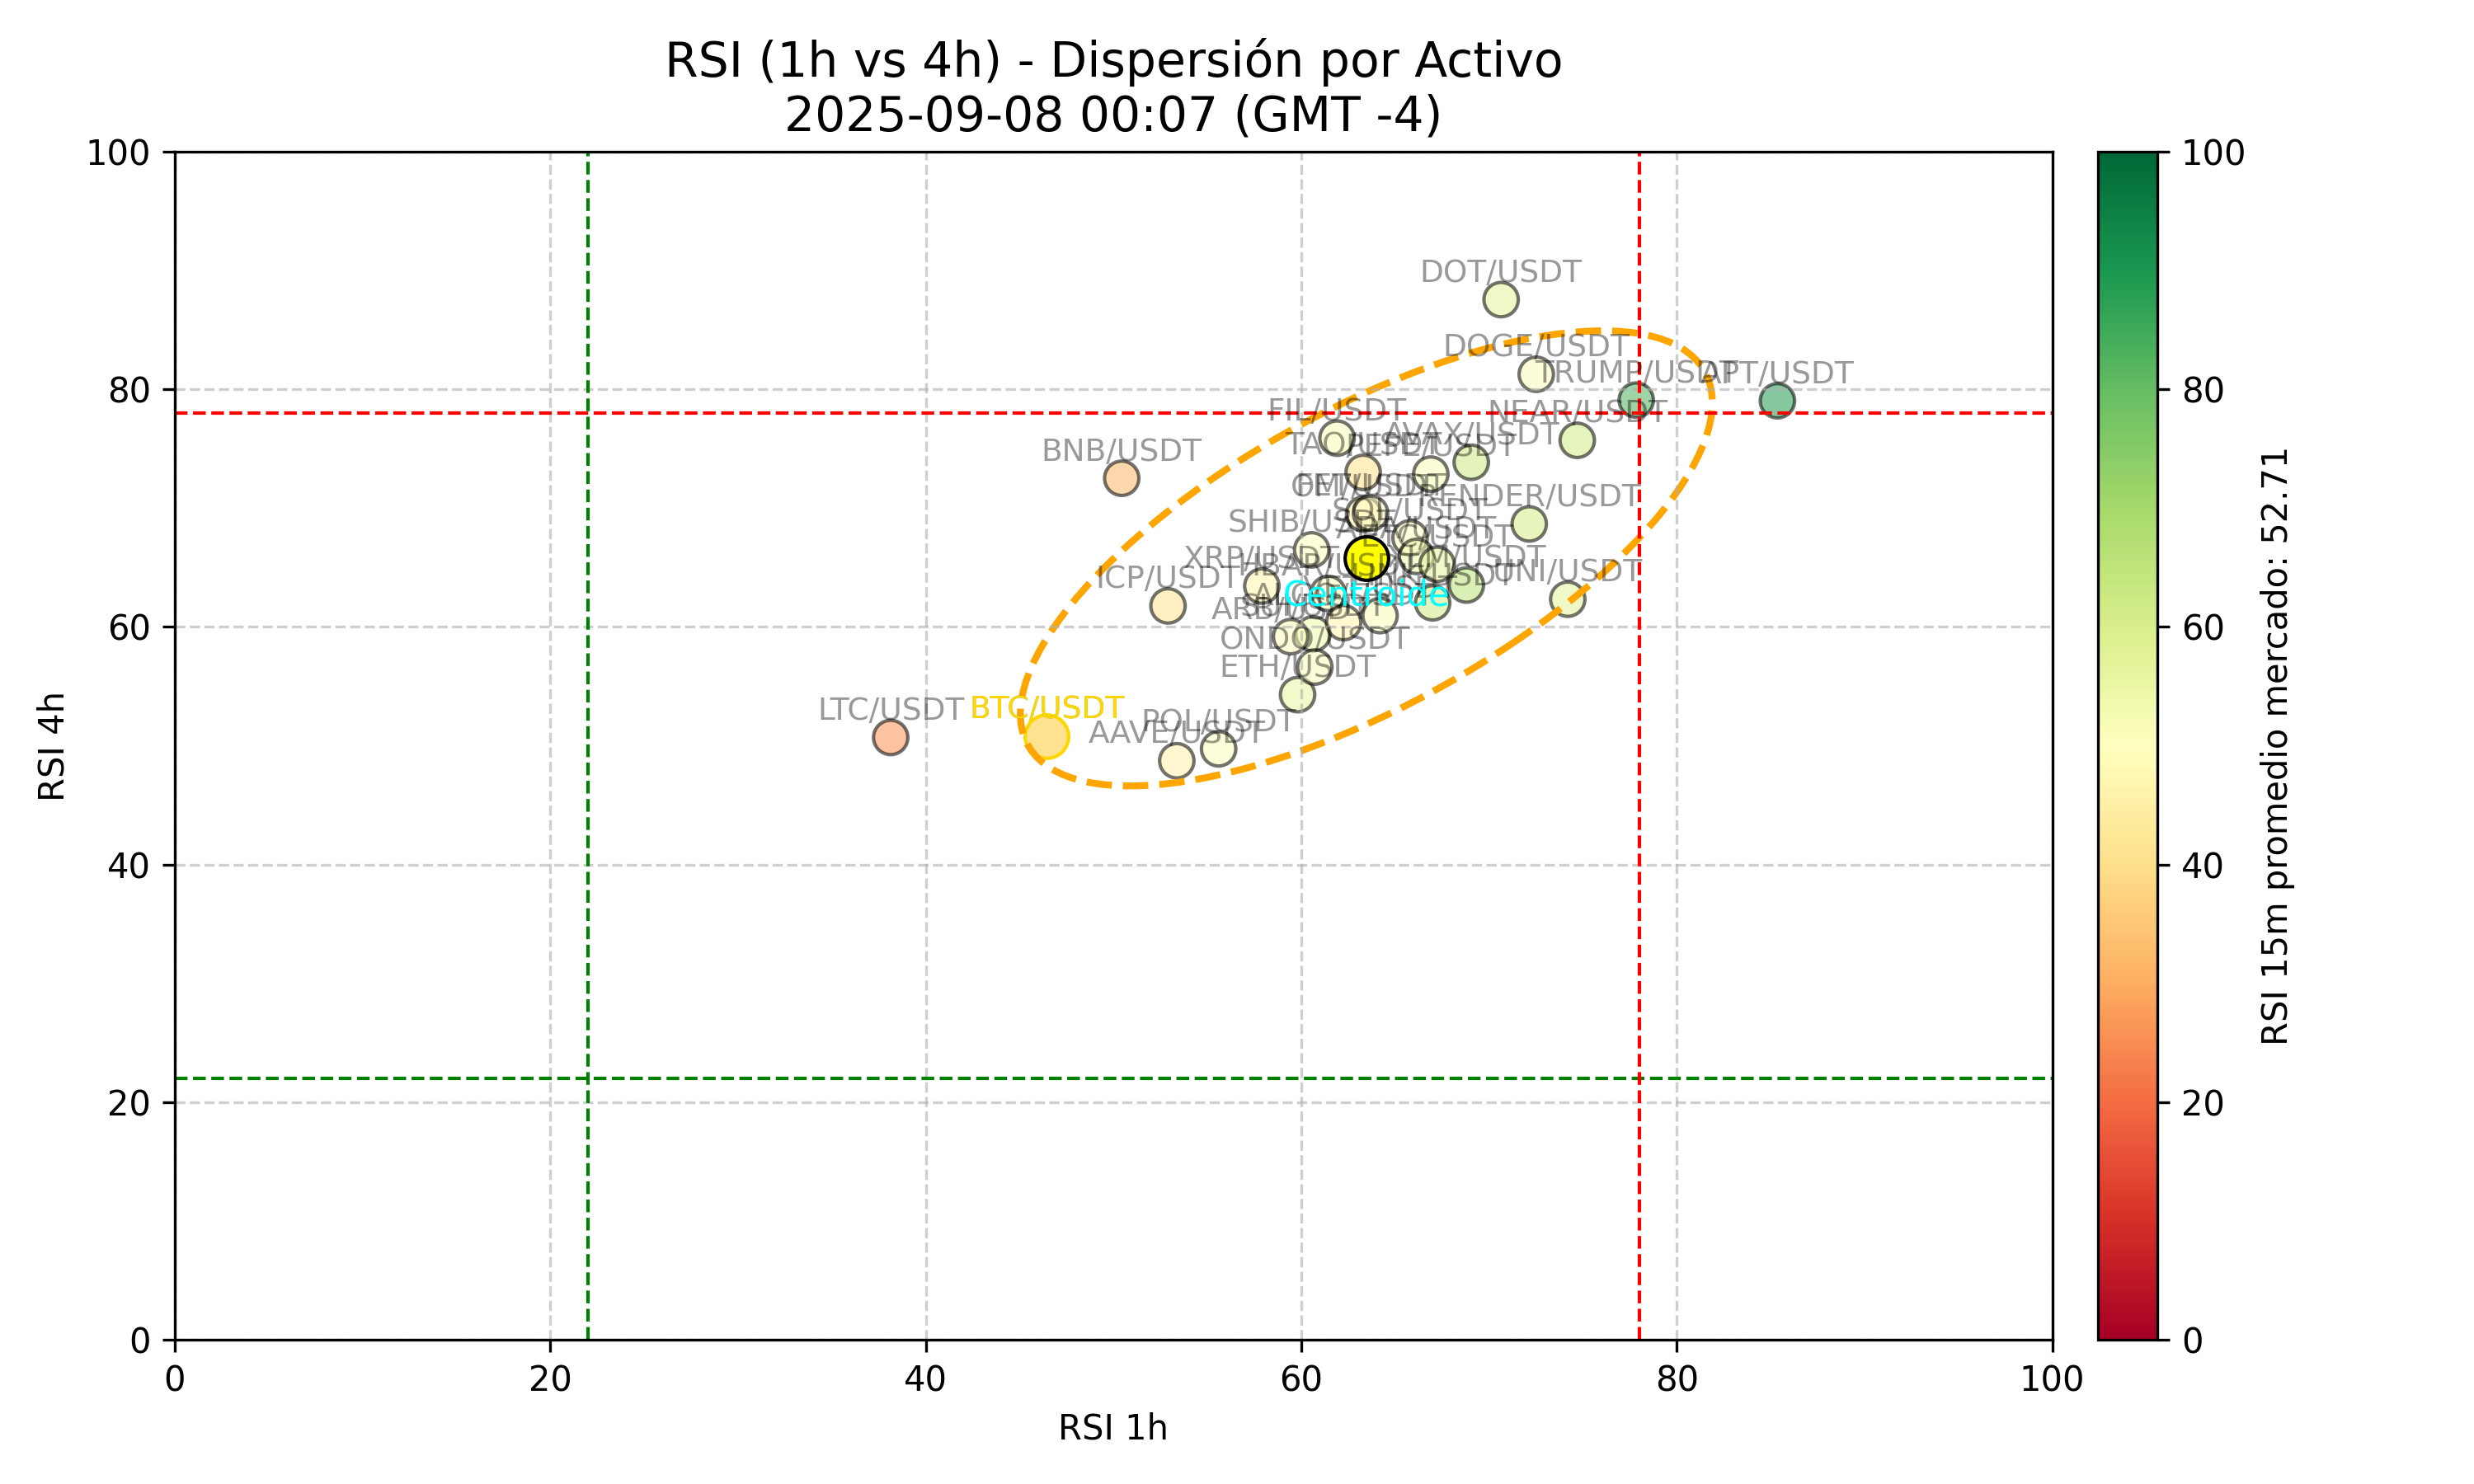 RSI (1h vs 4h) - Dispersión por Activo
2025-09-08 00:07 (GMT -4)
100
80
60
40
20
0
RSI 4h
0
20
40
60
80
100
RSI 1h
DOT/USDT
DOGE/USDT
TRUMP/USDT
APT/USDT
FIL/USDT
NEAR/USDT
AVAX/USDT
BNB/USDT
TAO/USDT
RENDER/USDT
SHIB/USDT
XRP/USDT
ICP/USDT
UNI/USDT
Centroide
ONDO/USDT
ETH/USDT
LTC/USDT
BTC/USDT
POL/USDT
AAVE/USDT
100
80
60
40
20
0
RSI 15m promedio mercado: 52.71